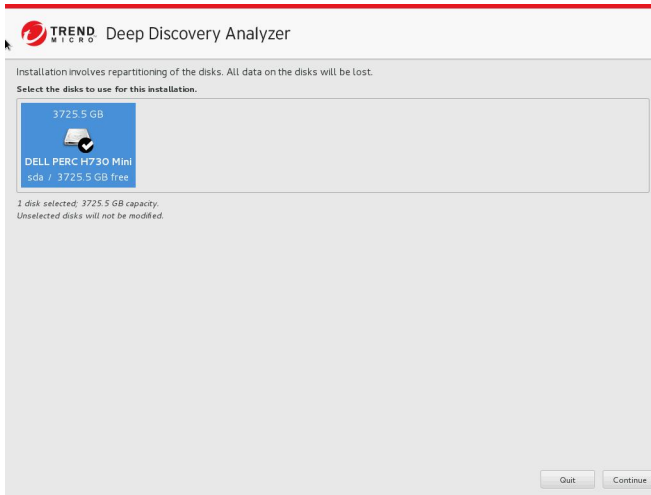 TREND MICRO Deep Discovery Analyzer
Installation involves repartitioning of the disks. All data on the disks will be lost.
Select the disks to use for this installation.
3725.5 GB
DELL PERC H730 Mini
sda / 3725.5 GB free
1 disk selected; 3725.5 GB capacity.
Unselected disks will not be modified.
Quit Continue